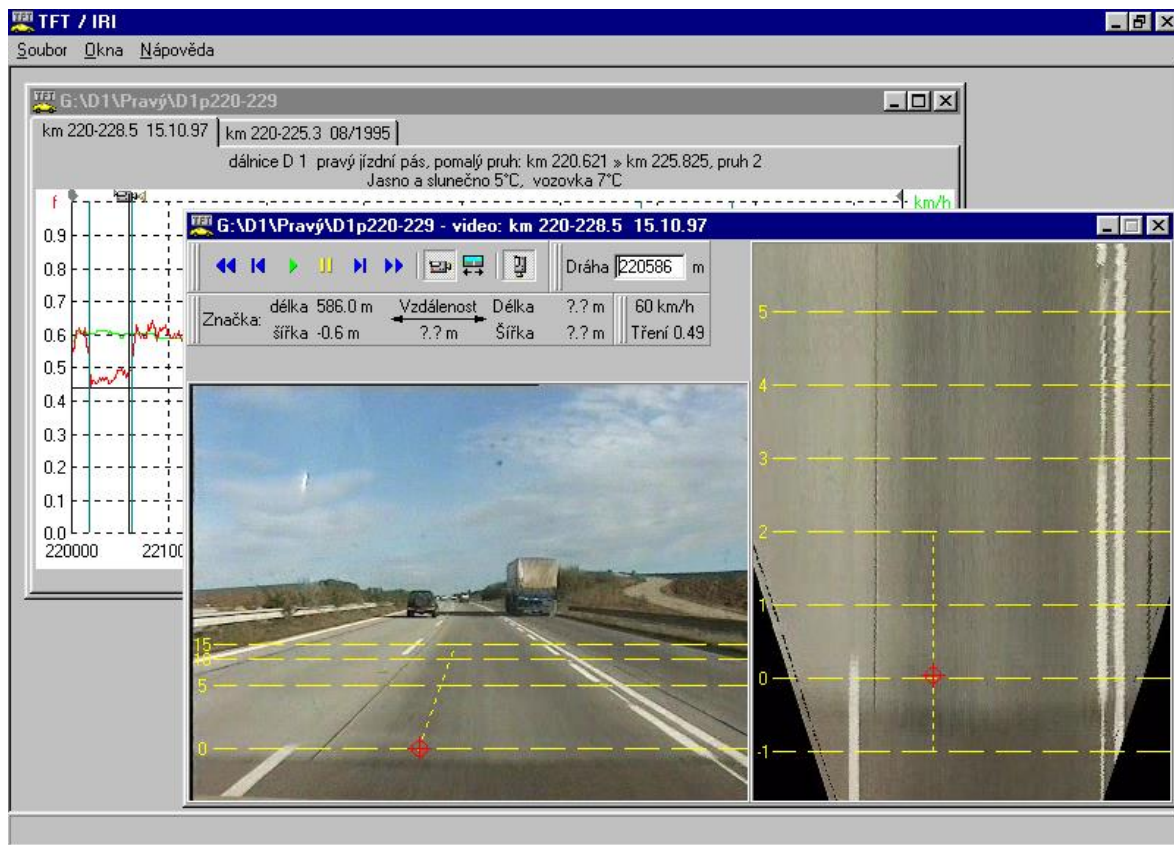 TFT / IRI
Soubor Okna Nápověda
G:\D1\Pravý\D1p220-229
km 220-228.5 15.10.97 km 220-225.3 08/1995
dálnice D 1 pravý jízdní pás, pomalý pruh: km 220.621 » km 225.825, pruh 2
Jasno a slunečno 5°C, vozovka 7°C
f
km/h
0.9
0.8
0.7
0.6
0.5
0.4
0.3
0.2
0.1
0.0
220000 22100
G:\D1\Pravý\D1p220-229 - video: km 220-228.5 15.10.97
Dráha 220586 m
Značka: délka 586.0 m Vzdálenost Délka ?.? m 60 km/h
šířka -0.6 m ?.? m Šířka ?.? m Tření 0.49
15
10
5
0
5
4
3
2
1
0
-1